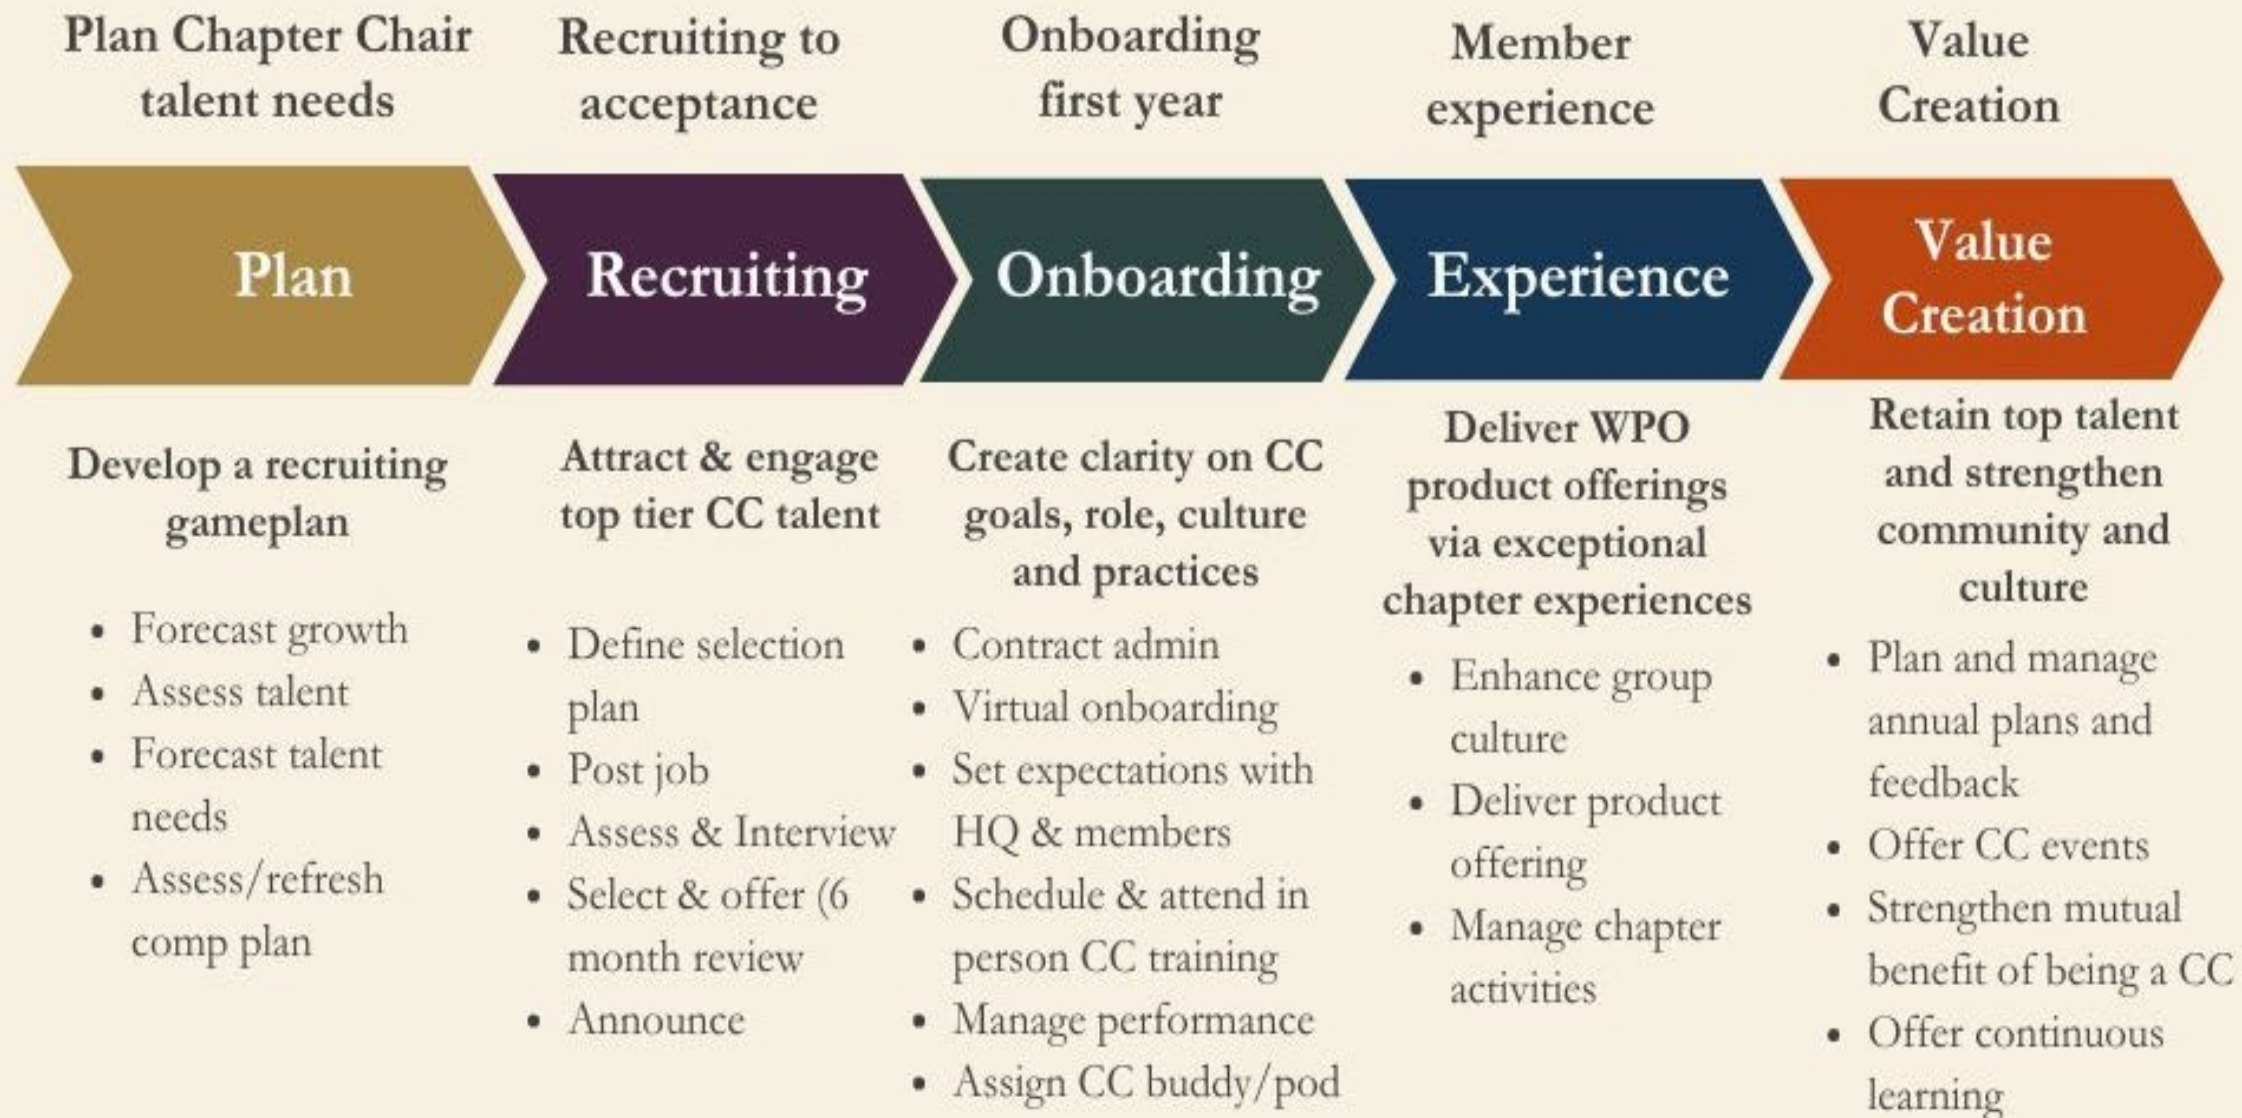 Plan Chapter Chair
talent needs
Recruiting to
acceptance
Onboarding
first year
Member
experience
Value
Creation
Plan
Recruiting
Onboarding
Experience
Value
Creation
Develop a recruiting
gameplan
• Forecast growth
• Assess talent
• Forecast talent
needs
• Assess/refresh
comp plan
Attract & engage
top tier CC talent
• Define selection
plan
• Post job
• Assess & Interview
• Select & offer (6
month review
• Announce
Create clarity on CC
goals, role, culture
and practices
• Contract admin
• Virtual onboarding
• Set expectations with
HQ & members
• Schedule & attend in
person CC training
• Manage performance
• Assign CC buddy/pod
Deliver WPO
product offerings
via exceptional
chapter experiences
• Enhance group
culture
• Deliver product
offering
• Manage chapter
activities
Retain top talent
and strengthen
community and
culture
• Plan and manage
annual plans and
feedback
• Offer CC events
• Strengthen mutual
benefit of being a CC
• Offer continuous
learning